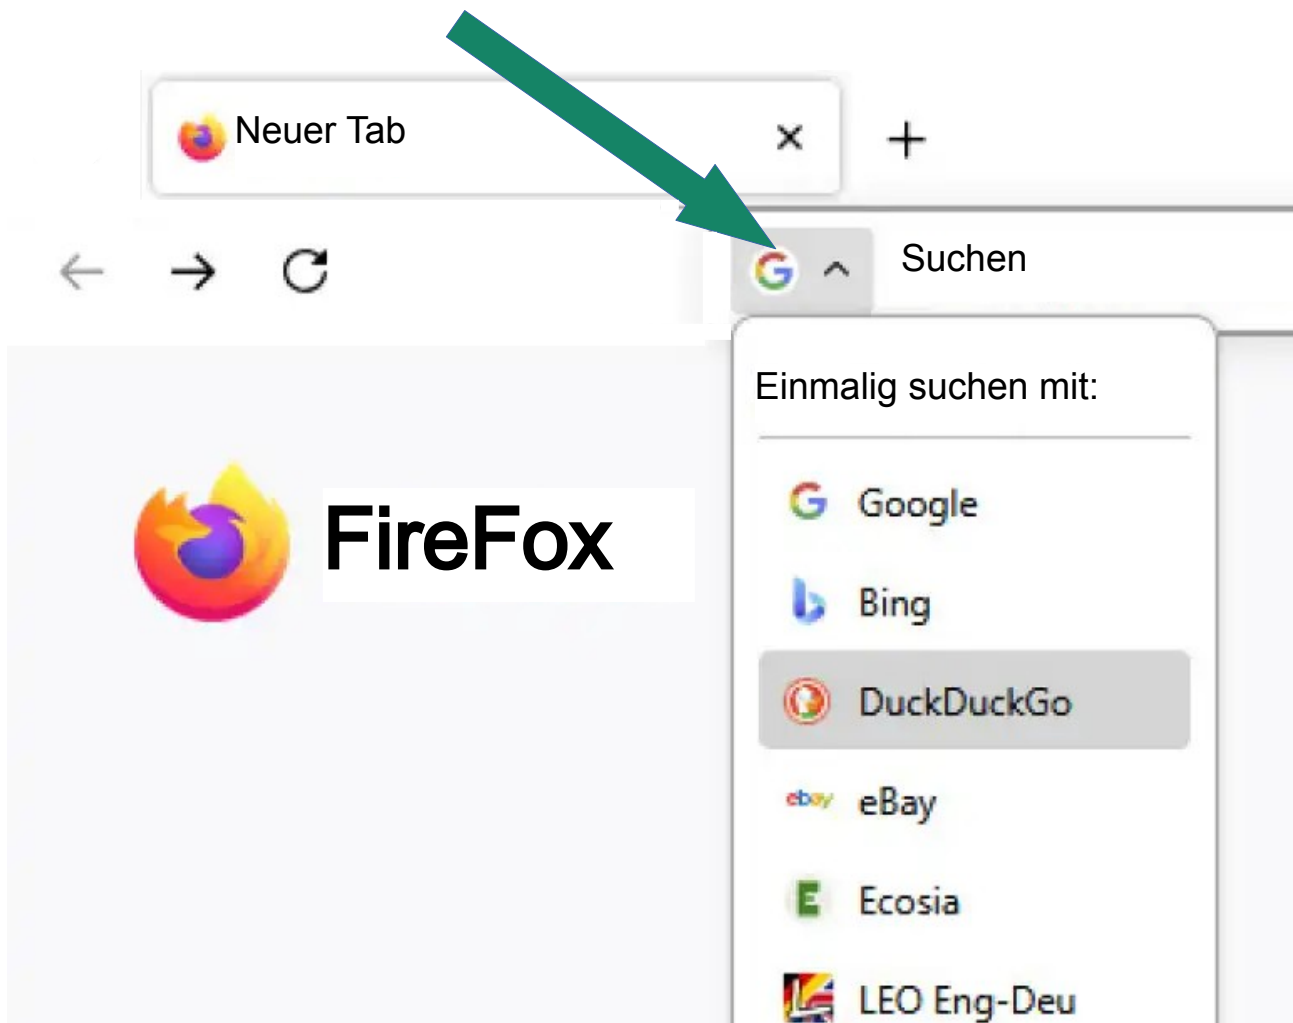 Neuer Tab
Suchen
Einmalig suchen mit:
FireFox
Google
Bing
DuckDuckGo
ebay eBay
E Ecosia
L LEO Eng-Deu